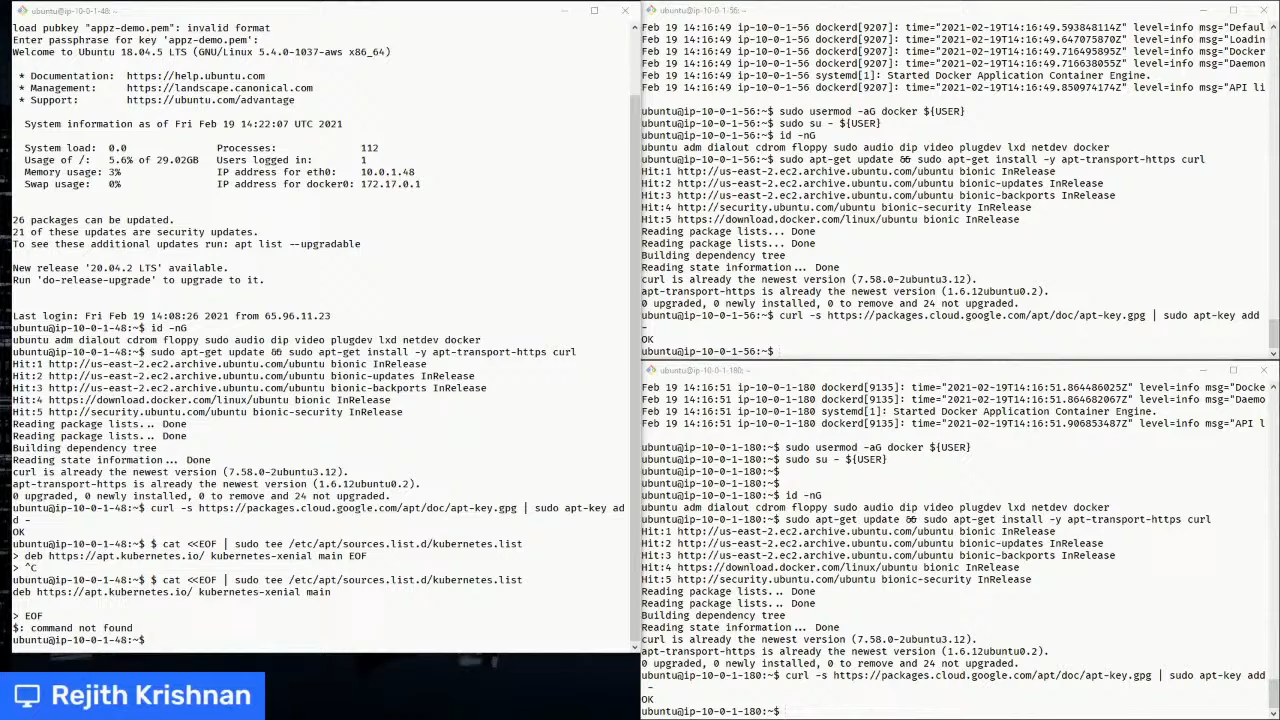 ubuntu@ip-10-0-1-48: ~
load pubkey "appz-demo.pem": invalid format
Enter passphrase for key 'appz-demo.pem':
Welcome to Ubuntu 18.04.5 LTS (GNU/Linux 5.4.0-1037-aws x86_64)
* Documentation:  https://help.ubuntu.com
* Management:     https://landscape.canonical.com
* Support:        https://ubuntu.com/advantage
System information as of Fri Feb 19 14:22:07 UTC 2021
System load:  0.0                Processes:              112
Usage of /:   5.6% of 29.02GB    Users logged in:        1
Memory usage: 3%                 IP address for eth0:    10.0.1.48
Swap usage:   0%                 IP address for docker0: 172.17.0.1
26 packages can be updated.
21 of these updates are security updates.
To see these additional updates run: apt list --upgradable
New release '20.04.2 LTS' available.
Run 'do-release-upgrade' to upgrade to it.
Last login: Fri Feb 19 14:08:26 2021 from 65.96.11.23
ubuntu@ip-10-0-1-48:~$ id -nG
ubuntu adm dialout cdrom floppy sudo audio dip video plugdev lxd netdev docker
ubuntu@ip-10-0-1-48:~$ sudo apt-get update && sudo apt-get install -y apt-transport-https curl
Hit:1 http://us-east-2.ec2.archive.ubuntu.com/ubuntu bionic InRelease
Hit:2 http://us-east-2.ec2.archive.ubuntu.com/ubuntu bionic-updates InRelease
Hit:3 http://us-east-2.ec2.archive.ubuntu.com/ubuntu bionic-backports InRelease
Hit:4 https://download.docker.com/linux/ubuntu bionic InRelease
Hit:5 http://security.ubuntu.com/ubuntu bionic-security InRelease
Reading package lists... Done
Reading package lists... Done
Building dependency tree
Reading state information... Done
curl is already the newest version (7.58.0-2ubuntu3.12).
apt-transport-https is already the newest version (1.6.12ubuntu0.2).
0 upgraded, 0 newly installed, 0 to remove and 24 not upgraded.
ubuntu@ip-10-0-1-48:~$ curl -s https://packages.cloud.google.com/apt/doc/apt-key.gpg | sudo apt-key ad
d -
OK
ubuntu@ip-10-0-1-48:~$ cat <<EOF | sudo tee /etc/apt/sources.list.d/kubernetes.list
> deb https://apt.kubernetes.io/ kubernetes-xenial main EOF
> ^C
ubuntu@ip-10-0-1-48:~$ $ cat <<EOF | sudo tee /etc/apt/sources.list.d/kubernetes.list
deb https://apt.kubernetes.io/ kubernetes-xenial main
> EOF
$: command not found
ubuntu@ip-10-0-1-48:~$
Rejith Krishnan
ubuntu@ip-10-0-1-56: ~
Feb 19 14:16:49 ip-10-0-1-56 dockerd[9207]: time="2021-02-19T14:16:49.593848114Z" level=info msg="Defaul
Feb 19 14:16:49 ip-10-0-1-56 dockerd[9207]: time="2021-02-19T14:16:49.647075870Z" level=info msg="Loadin
Feb 19 14:16:49 ip-10-0-1-56 dockerd[9207]: time="2021-02-19T14:16:49.716455895Z" level=info msg="Docker
Feb 19 14:16:49 ip-10-0-1-56 dockerd[9207]: time="2021-02-19T14:16:49.716638055Z" level=info msg="Daemon
Feb 19 14:16:49 ip-10-0-1-56 systemd[1]: Started Docker Application Container Engine.
Feb 19 14:16:49 ip-10-0-1-56 dockerd[9207]: time="2021-02-19T14:16:49.850974174Z" level=info msg="API li
ubuntu@ip-10-0-1-56:~$ sudo usermod -aG docker ${USER}
ubuntu@ip-10-0-1-56:~$ sudo su - ${USER}
ubuntu@ip-10-0-1-56:~$ id -nG
ubuntu adm dialout cdrom floppy sudo audio dip video plugdev lxd netdev docker
ubuntu@ip-10-0-1-56:~$ sudo apt-get update && sudo apt-get install -y apt-transport-https curl
Hit:1 http://us-east-2.ec2.archive.ubuntu.com/ubuntu bionic InRelease
Hit:2 http://us-east-2.ec2.archive.ubuntu.com/ubuntu bionic-updates InRelease
Hit:3 http://us-east-2.ec2.archive.ubuntu.com/ubuntu bionic-backports InRelease
Hit:4 http://security.ubuntu.com/ubuntu bionic-security InRelease
Hit:5 https://download.docker.com/linux/ubuntu bionic InRelease
Reading package lists... Done
Reading package lists... Done
Building dependency tree
Reading state information... Done
curl is already the newest version (7.58.0-2ubuntu3.12).
apt-transport-https is already the newest version (1.6.12ubuntu0.2).
0 upgraded, 0 newly installed, 0 to remove and 24 not upgraded.
ubuntu@ip-10-0-1-56:~$ curl -s https://packages.cloud.google.com/apt/doc/apt-key.gpg | sudo apt-key add
-
OK
ubuntu@ip-10-0-1-56:~$
ubuntu@ip-10-0-1-180: ~
Feb 19 14:16:51 ip-10-0-1-180 dockerd[9135]: time="2021-02-19T14:16:51.864486025Z" level=info msg="Docke
Feb 19 14:16:51 ip-10-0-1-180 dockerd[9135]: time="2021-02-19T14:16:51.864682067Z" level=info msg="Daemo
Feb 19 14:16:51 ip-10-0-1-180 systemd[1]: Started Docker Application Container Engine.
Feb 19 14:16:51 ip-10-0-1-180 dockerd[9135]: time="2021-02-19T14:16:51.906853487Z" level=info msg="API l
ubuntu@ip-10-0-1-180:~$ sudo usermod -aG docker ${USER}
ubuntu@ip-10-0-1-180:~$ sudo su - ${USER}
ubuntu@ip-10-0-1-180:~$
ubuntu@ip-10-0-1-180:~$
ubuntu@ip-10-0-1-180:~$ id -nG
ubuntu adm dialout cdrom floppy sudo audio dip video plugdev lxd netdev docker
ubuntu@ip-10-0-1-180:~$ sudo apt-get update && sudo apt-get install -y apt-transport-https curl
Hit:1 http://us-east-2.ec2.archive.ubuntu.com/ubuntu bionic InRelease
Hit:2 http://us-east-2.ec2.archive.ubuntu.com/ubuntu bionic-updates InRelease
Hit:3 http://us-east-2.ec2.archive.ubuntu.com/ubuntu bionic-backports InRelease
Hit:4 https://download.docker.com/linux/ubuntu bionic InRelease
Hit:5 http://security.ubuntu.com/ubuntu bionic-security InRelease
Reading package lists... Done
Reading package lists... Done
Building dependency tree
Reading state information... Done
curl is already the newest version (7.58.0-2ubuntu3.12).
apt-transport-https is already the newest version (1.6.12ubuntu0.2).
0 upgraded, 0 newly installed, 0 to remove and 24 not upgraded.
ubuntu@ip-10-0-1-180:~$ curl -s https://packages.cloud.google.com/apt/doc/apt-key.gpg | sudo apt-key add
-
OK
ubuntu@ip-10-0-1-180:~$